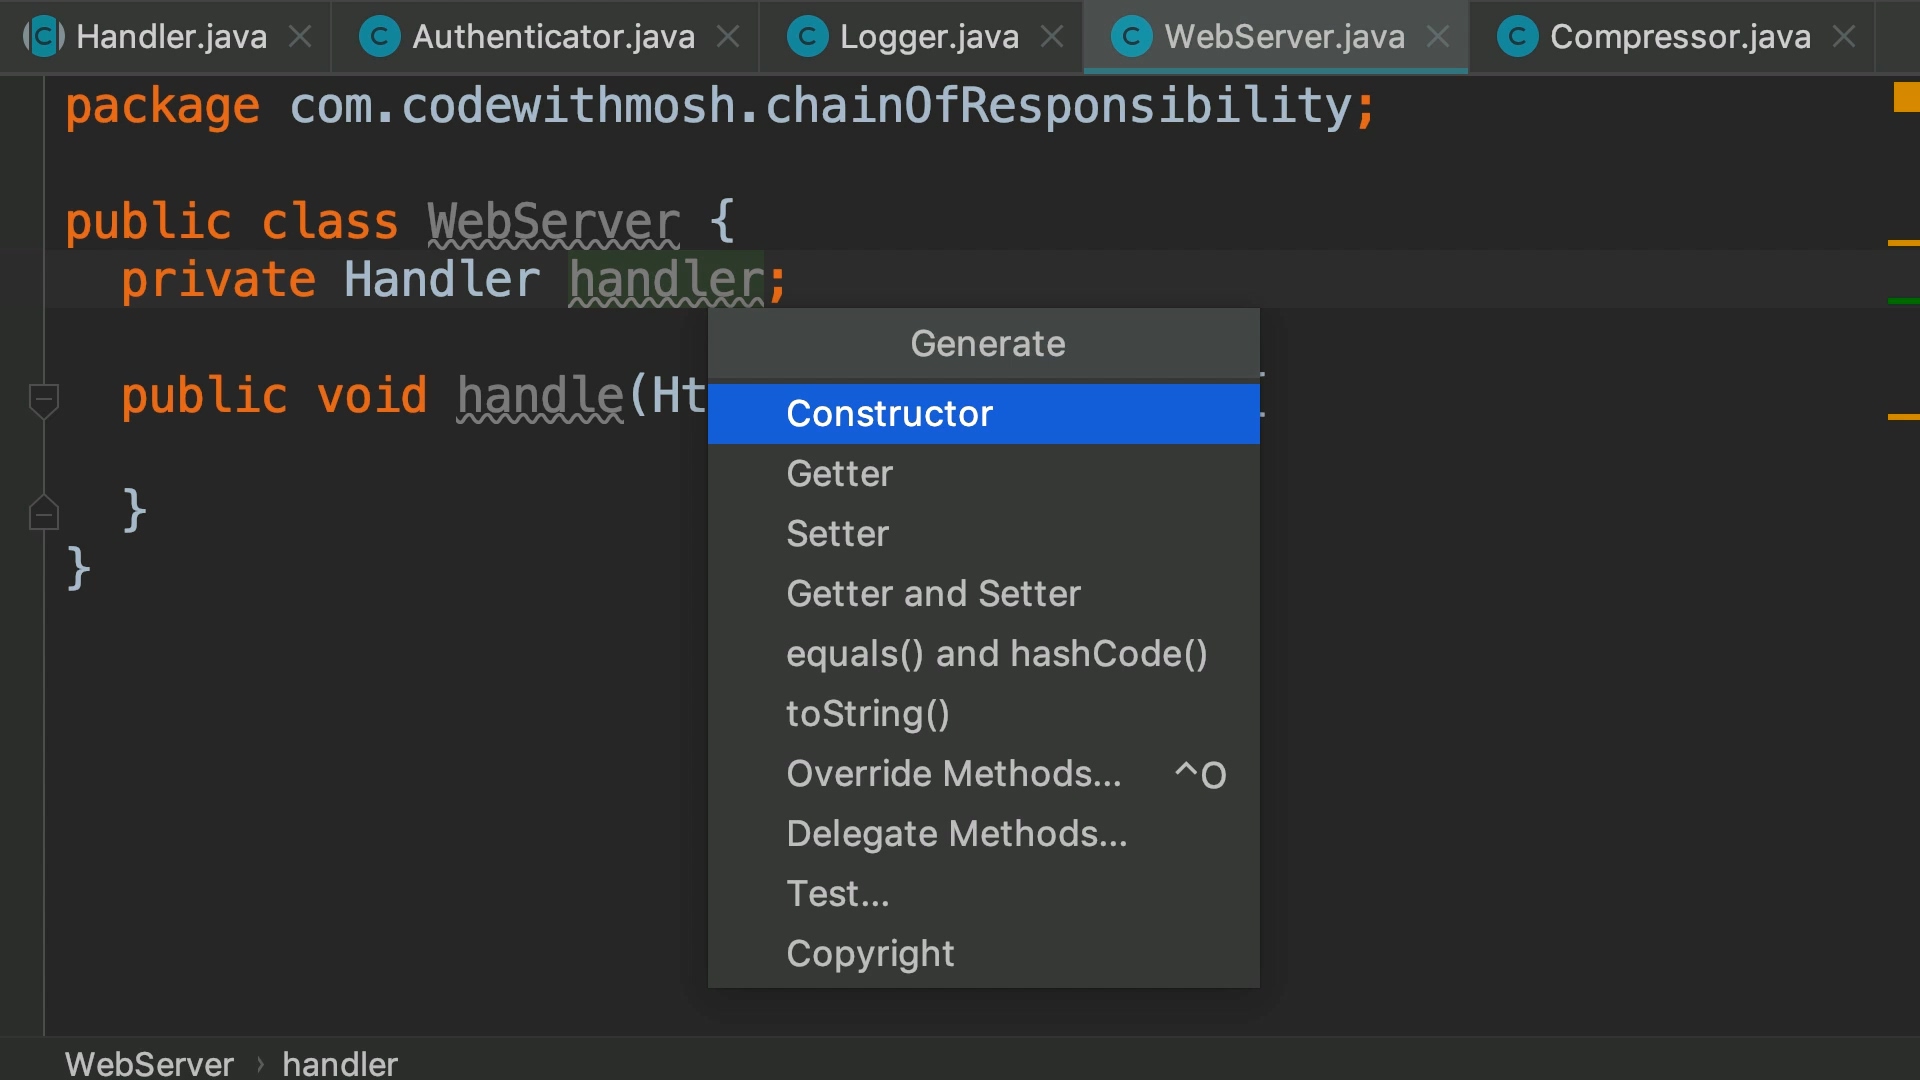 Handler.java
Authenticator.java
Logger.java
WebServer.java
Compressor.java
package com.codewithmosh.chainOfResponsibility;
public class WebServer {
private Handler handler;
public void handle(Ht
}
}
Generate
Constructor
Getter
Setter
Getter and Setter
equals() and hashCode()
toString()
Override Methods... ^O
Delegate Methods...
Test...
Copyright
WebServer › handler